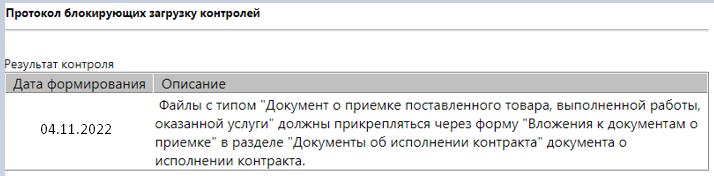 Протокол блокирующих загрузку контролей
Результат контроля
Дата формирования Описание
04.11.2022
Файлы с типом "Документ о приемке поставленного товара, выполненной работы,
оказанной услуги" должны прикрепляться через форму "Вложения к документам о
приемке" в разделе "Документы об исполнении контракта" документа о
исполнении контракта.